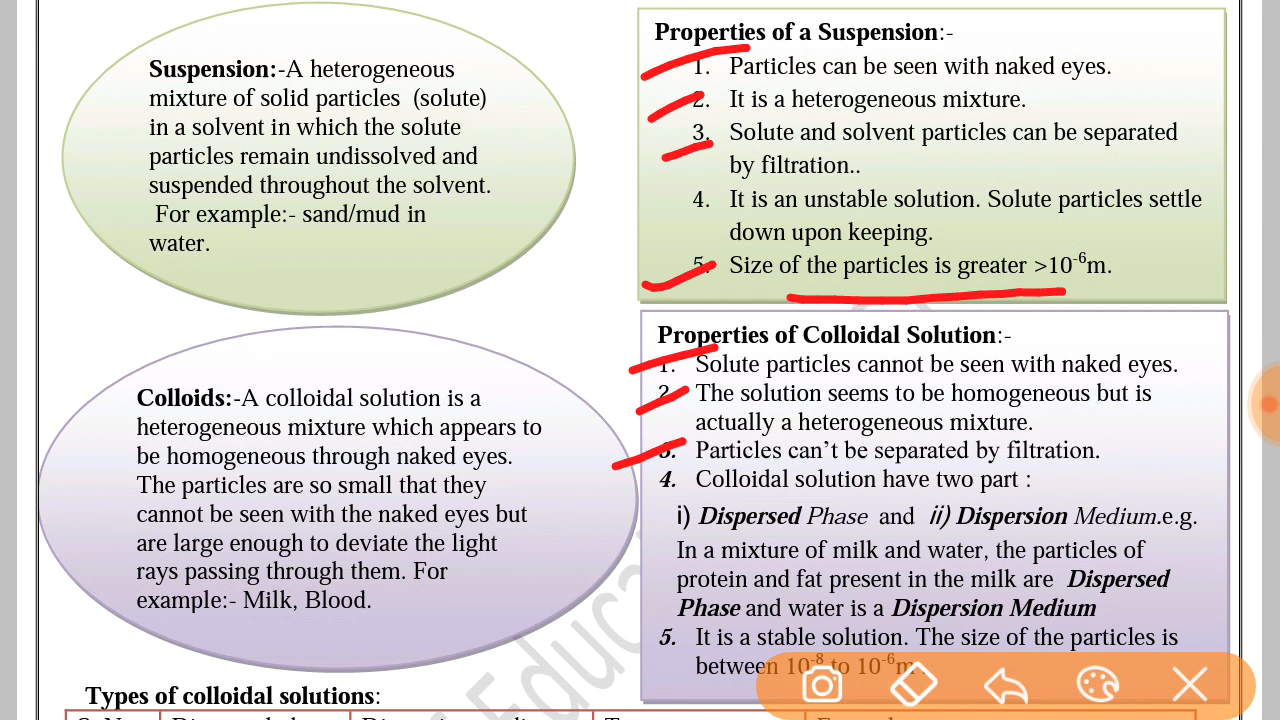 Suspension:-A heterogeneous
mixture of solid particles (solute)
in a solvent in which the solute
particles remain undissolved and
suspended throughout the solvent.
For example:- sand/mud in
water.
Properties of a Suspension:-
1. Particles can be seen with naked eyes.
2. It is a heterogeneous mixture.
3. Solute and solvent particles can be separated
by filtration..
4. It is an unstable solution. Solute particles settle
down upon keeping.
5. Size of the particles is greater >10⁻⁶m.
Colloids:-A colloidal solution is a
heterogeneous mixture which appears to
be homogeneous through naked eyes.
The particles are so small that they
cannot be seen with the naked eyes but
are large enough to deviate the light
rays passing through them. For
example:- Milk, Blood.
Properties of Colloidal Solution:-
1. Solute particles cannot be seen with naked eyes.
2. The solution seems to be homogeneous but is
actually a heterogeneous mixture.
3. Particles can’t be separated by filtration.
4. Colloidal solution have two part :
i) Dispersed Phase and ii) Dispersion Medium.e.g.
In a mixture of milk and water, the particles of
protein and fat present in the milk are Dispersed
Phase and water is a Dispersion Medium
5. It is a stable solution. The size of the particles is
between 10⁻⁸ to 10⁻⁶m
Types of colloidal solutions: